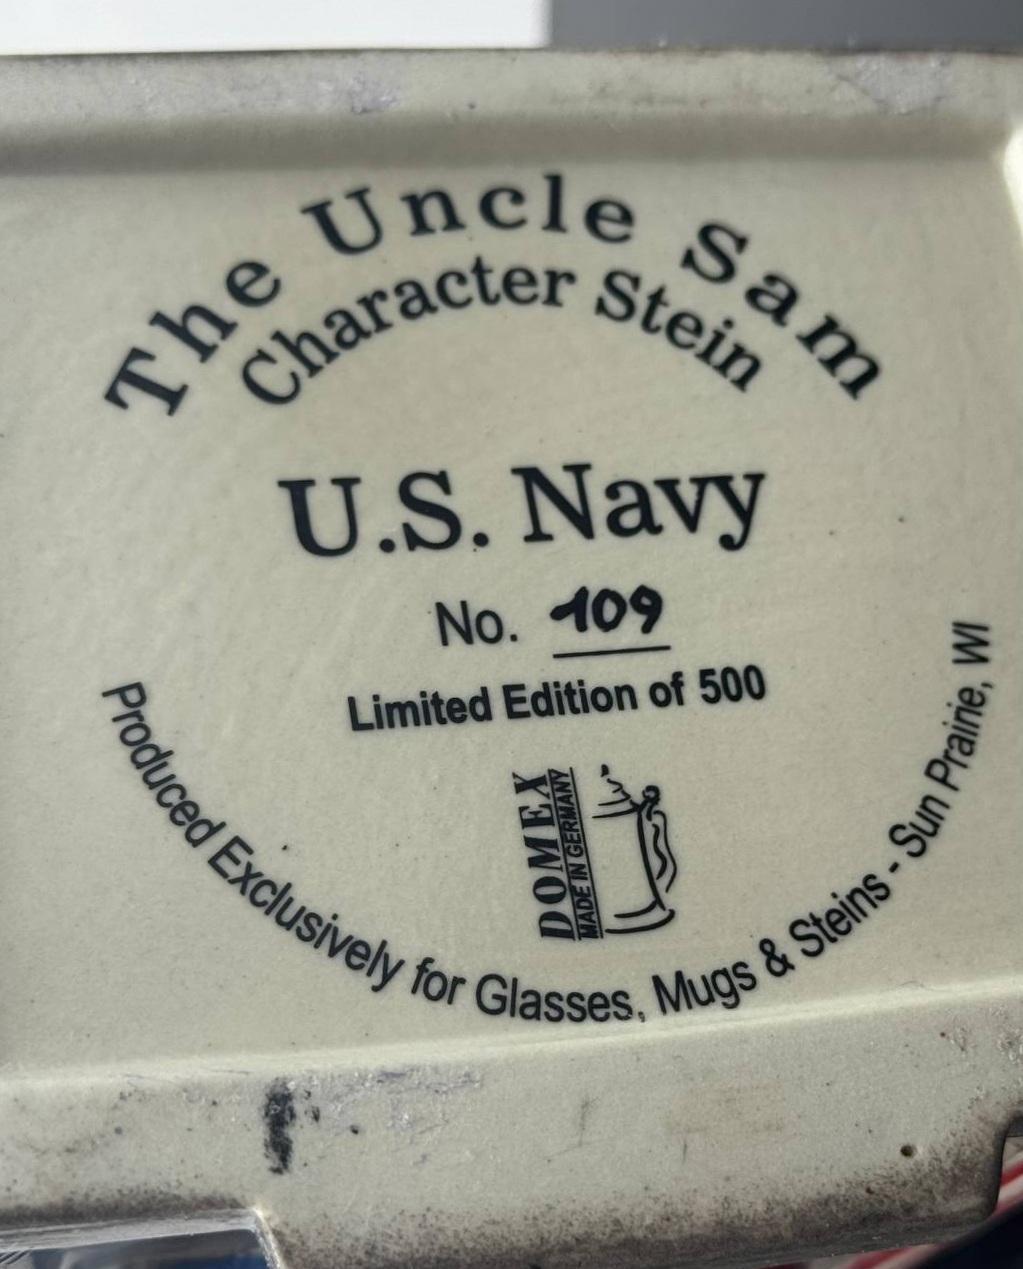 The Uncle Sam
Character Stein
U.S. Navy
No. 109
Limited Edition of 500
DOMEX
MADE IN GERMANY
Produced Exclusively for Glasses, Mugs & Steins - Sun Prairie, WI